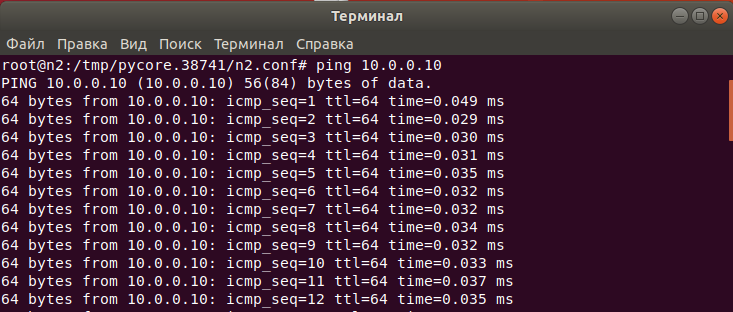 Терминал
Файл Правка Вид Поиск Терминал Справка
root@n2:/tmp/pycore.38741/n2.conf# ping 10.0.0.10
PING 10.0.0.10 (10.0.0.10) 56(84) bytes of data.
64 bytes from 10.0.0.10: icmp_seq=1 ttl=64 time=0.049 ms
64 bytes from 10.0.0.10: icmp_seq=2 ttl=64 time=0.029 ms
64 bytes from 10.0.0.10: icmp_seq=3 ttl=64 time=0.030 ms
64 bytes from 10.0.0.10: icmp_seq=4 ttl=64 time=0.031 ms
64 bytes from 10.0.0.10: icmp_seq=5 ttl=64 time=0.035 ms
64 bytes from 10.0.0.10: icmp_seq=6 ttl=64 time=0.032 ms
64 bytes from 10.0.0.10: icmp_seq=7 ttl=64 time=0.032 ms
64 bytes from 10.0.0.10: icmp_seq=8 ttl=64 time=0.034 ms
64 bytes from 10.0.0.10: icmp_seq=9 ttl=64 time=0.032 ms
64 bytes from 10.0.0.10: icmp_seq=10 ttl=64 time=0.033 ms
64 bytes from 10.0.0.10: icmp_seq=11 ttl=64 time=0.037 ms
64 bytes from 10.0.0.10: icmp_seq=12 ttl=64 time=0.035 ms